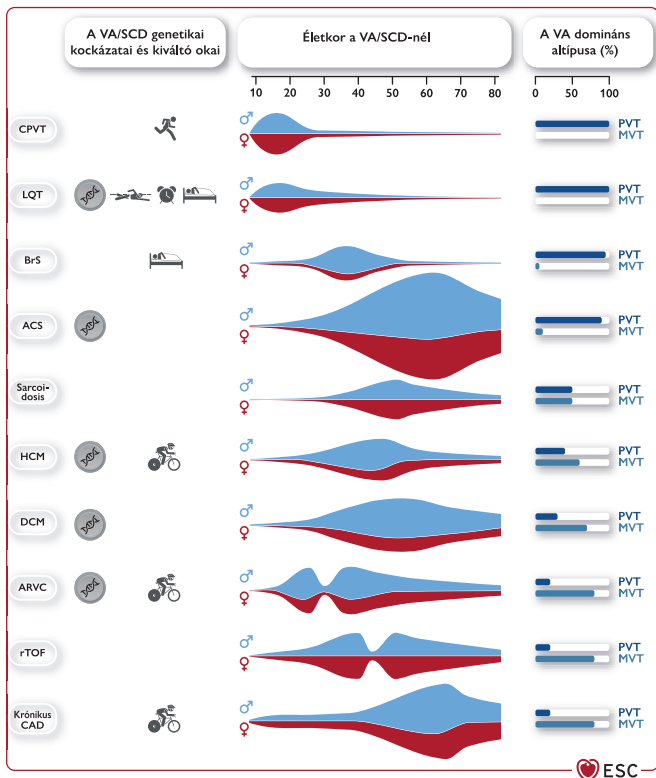 A VA/SCD genetikai
kockázatai és kiváltó okai
Életkor a VA/SCD-nél
A VA domináns
altípusa (%)
10 20 30 40 50 60 70 80
0 50 100
CPVT
♂
♀
PVT
MVT
LQT
♂
♀
PVT
MVT
BrS
♂
♀
PVT
MVT
ACS
♂
♀
PVT
MVT
Sarcoi-
dosis
♂
♀
PVT
MVT
HCM
♂
♀
PVT
MVT
DCM
♂
♀
PVT
MVT
ARVC
♂
♀
PVT
MVT
rTOF
♂
♀
PVT
MVT
Krónikus
CAD
♂
♀
PVT
MVT
ESC